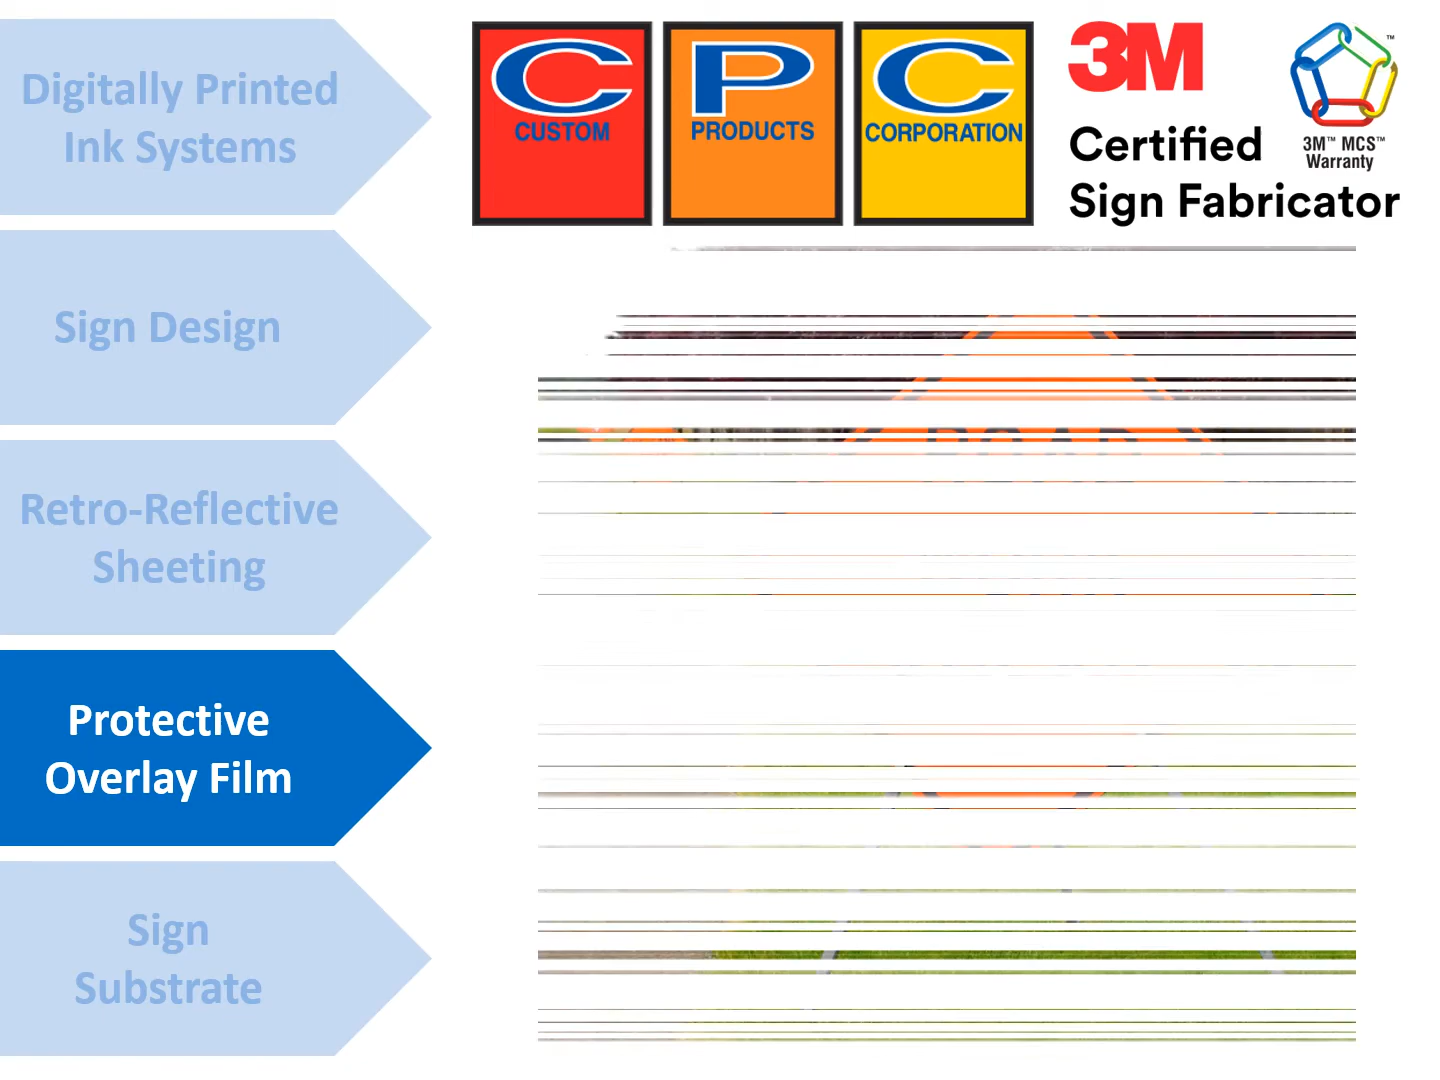 Digitally Printed
Ink Systems
Sign Design
Retro-Reflective
Sheeting
Protective
Overlay Film
Sign
Substrate
C
CUSTOM
P
PRODUCTS
C
CORPORATION
3M
Certified
Sign Fabricator
™
3M™ MCS™
Warranty